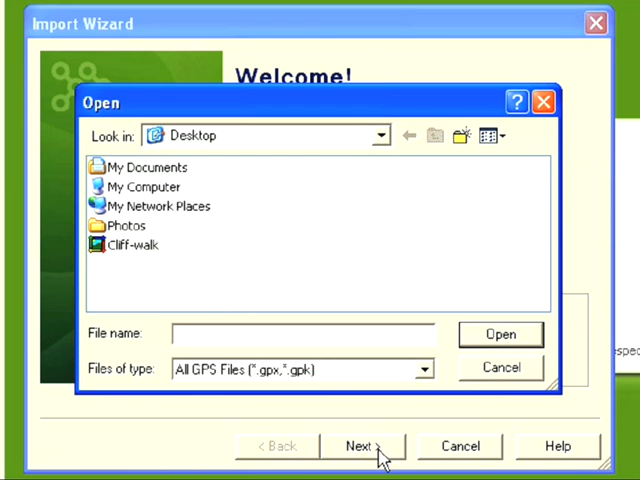 Import Wizard
Welcome!
Open
Look in: Desktop
My Documents
My Computer
My Network Places
Photos
Cliff-walk
File name:
Open
Files of type: All GPS Files (*.gpx,*.gpk)
Cancel
< Back Next > Cancel Help